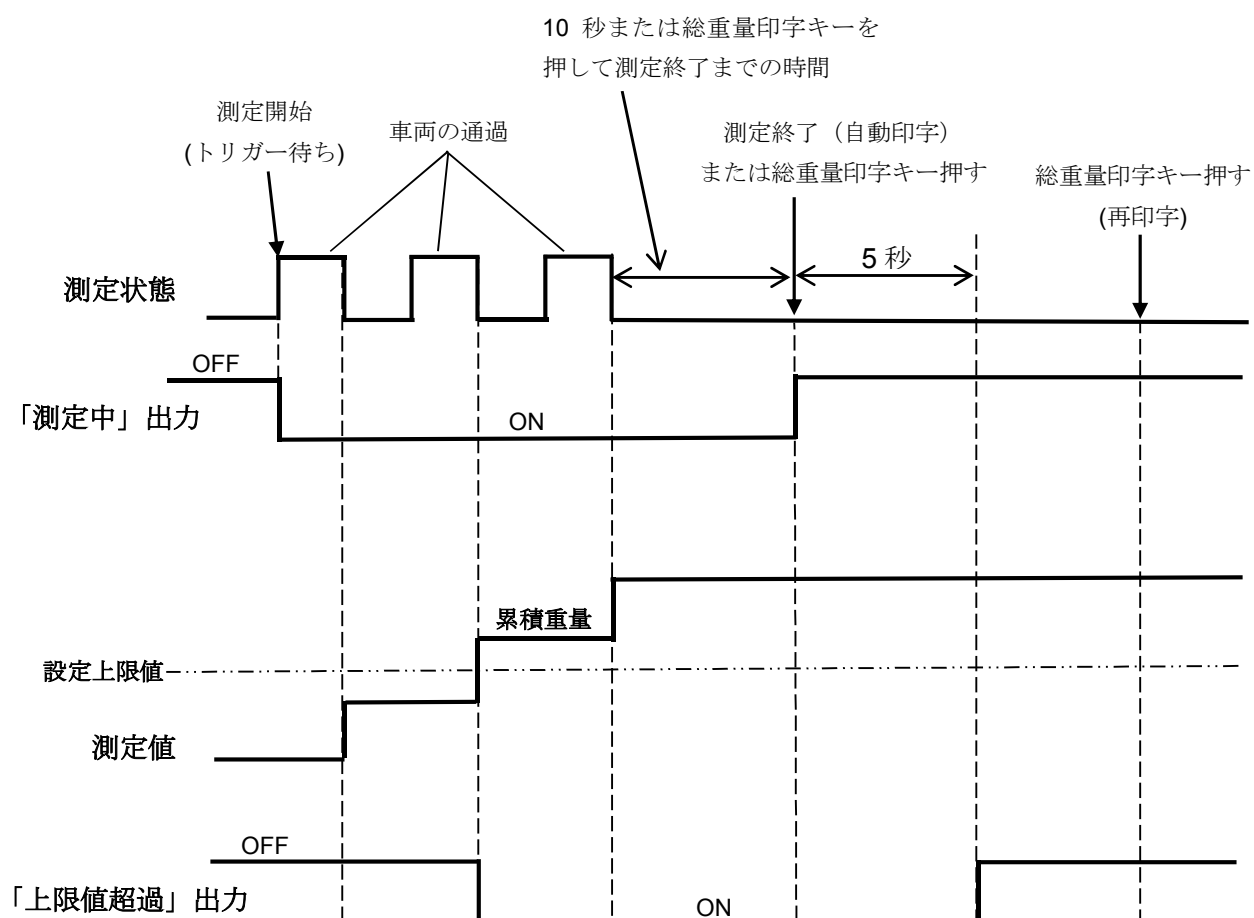 10 秒または総重量印字キーを
押して測定終了までの時間
測定開始
(トリガー待ち)
車両の通過
測定終了（自動印字）
または総重量印字キー押す
総重量印字キー押す
(再印字)
測定状態
5 秒
OFF
「測定中」出力
ON
累積重量
設定上限値
測定値
OFF
「上限値超過」出力
ON